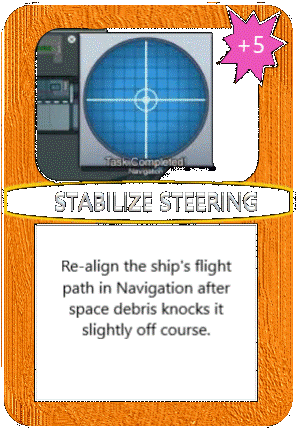 +5
Task Completed
Navigation
STABILIZE STEERING
Re-align the ship's flight
path in Navigation after
space debris knocks it
slightly off course.